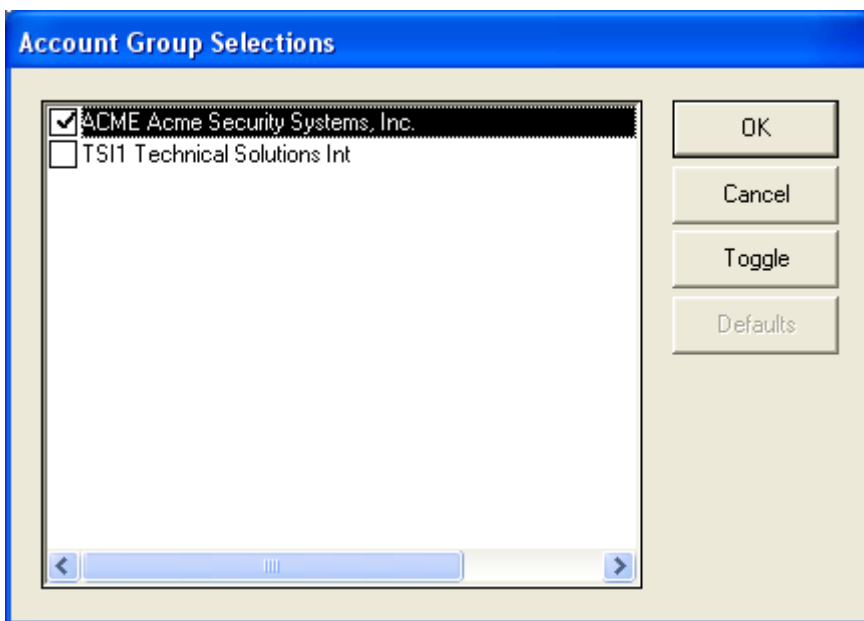 Account Group Selections
ACME Acme Security Systems, Inc.
TSI1 Technical Solutions Int
OK
Cancel
Toggle
Defaults